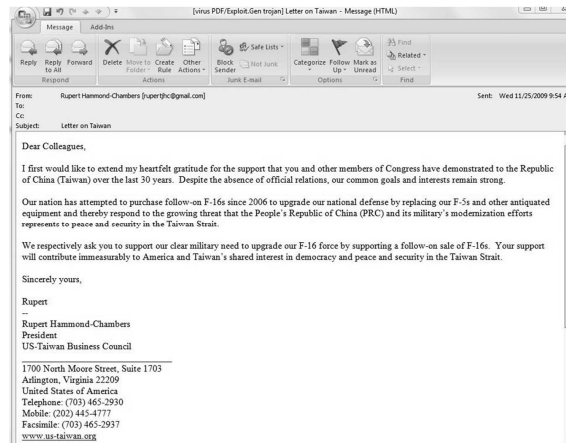 [virus PDF/Exploit.Gen trojan] Letter on Taiwan - Message (HTML)
Message Add-Ins
Reply Reply to All Forward Delete Move to Folder Create Rule Other Actions Block Sender Safe Lists Not Junk Categorize Follow Up Mark as Unread Find Related Select
Respond Actions Junk E-mail Options Find
From: Rupert Hammond-Chambers [rupertjhc@gmail.com] Sent: Wed 11/25/2009 9:54 A
To:
Cc:
Subject: Letter on Taiwan
Dear Colleagues,
I first would like to extend my heartfelt gratitude for the support that you and other members of Congress have demonstrated to the Republic
of China (Taiwan) over the last 30 years. Despite the absence of official relations, our common goals and interests remain strong.
Our nation has attempted to purchase follow-on F-16s since 2006 to upgrade our national defense by replacing our F-5s and other antiquated
equipment and thereby respond to the growing threat that the People's Republic of China (PRC) and its military's modernization efforts
represents to peace and security in the Taiwan Strait.
We respectively ask you to support our clear military need to upgrade our F-16 force by supporting a follow-on sale of F-16s. Your support
will contribute immeasurably to America and Taiwan's shared interest in democracy and peace and security in the Taiwan Strait.
Sincerely yours,
Rupert
--
Rupert Hammond-Chambers
President
US-Taiwan Business Council
1700 North Moore Street, Suite 1703
Arlington, Virginia 22209
United States of America
Telephone: (703) 465-2930
Mobile: (202) 445-4777
Facsimile: (703) 465-2937
www.us-taiwan.org